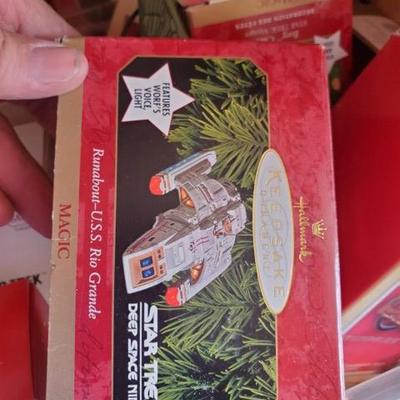 Hallmark
KEEPSAKE
FEATURES
WORF'S
VOICE,
LIGHT
STAR TRE
DEEP SPACE NI
Runabout–U.S.S. Rio Grande
MAGIC